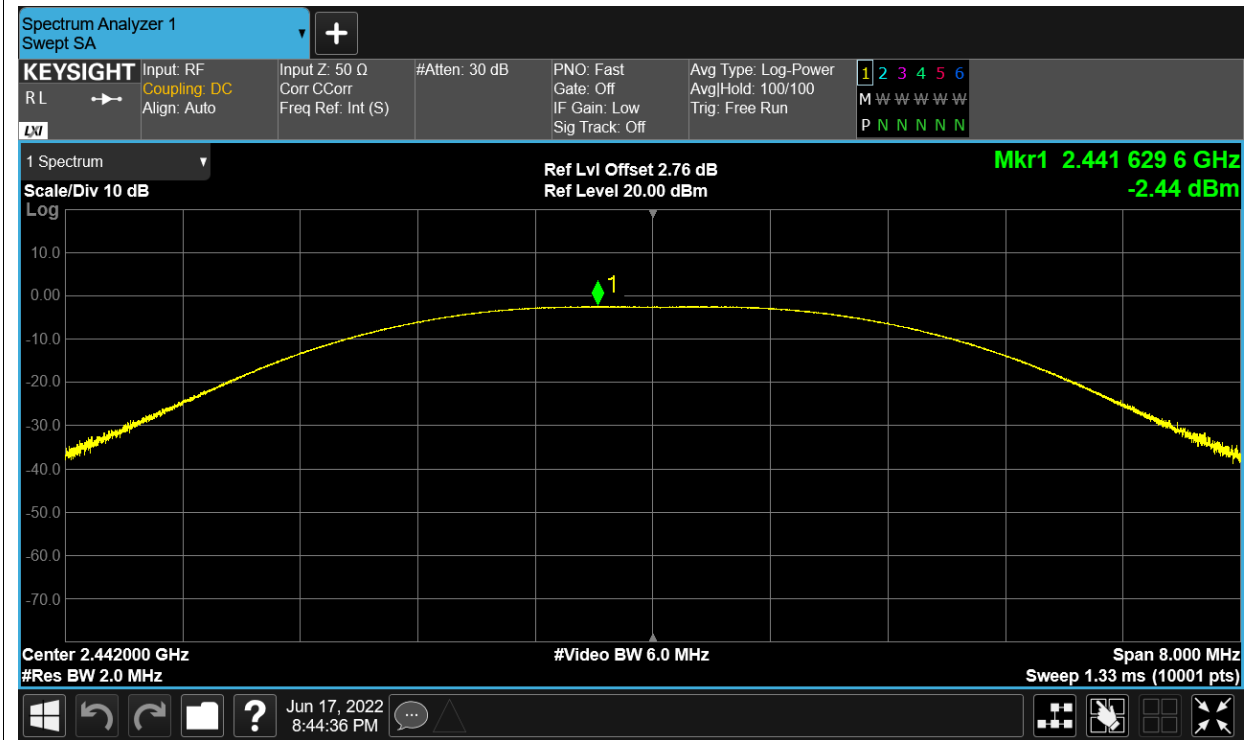 Spectrum Analyzer 1
Swept SA
+
KEYSIGHT
RL
LXI
Input: RF
Coupling: DC
Align: Auto
Input Z: 50 Ω
Corr CCorr
Freq Ref: Int (S)
#Atten: 30 dB
PNO: Fast
Gate: Off
IF Gain: Low
Sig Track: Off
Avg Type: Log-Power
Avg|Hold: 100/100
Trig: Free Run
1 2 3 4 5 6
M W W W W W
P N N N N N
1 Spectrum
Scale/Div 10 dB
Log
Ref Lvl Offset 2.76 dB
Ref Level 20.00 dBm
Mkr1 2.441 629 6 GHz
-2.44 dBm
10.0
0.00
-10.0
-20.0
-30.0
-40.0
-50.0
-60.0
-70.0
1
Center 2.442000 GHz
#Res BW 2.0 MHz
#Video BW 6.0 MHz
Span 8.000 MHz
Sweep 1.33 ms (10001 pts)
?
Jun 17, 2022
8:44:36 PM